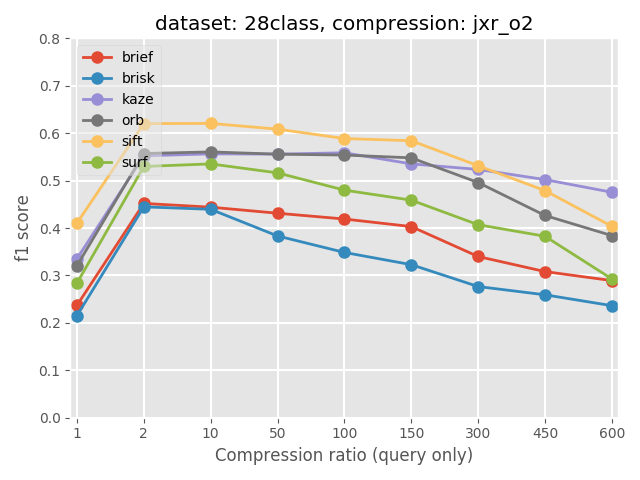 dataset: 28class, compression: jxr_o2
0.8
0.7
0.6
0.5
0.4
0.3
0.2
0.1
0.0
f1 score
brief
brisk
kaze
orb
sift
surf
1 2 10 50 100 150 300 450 600
Compression ratio (query only)